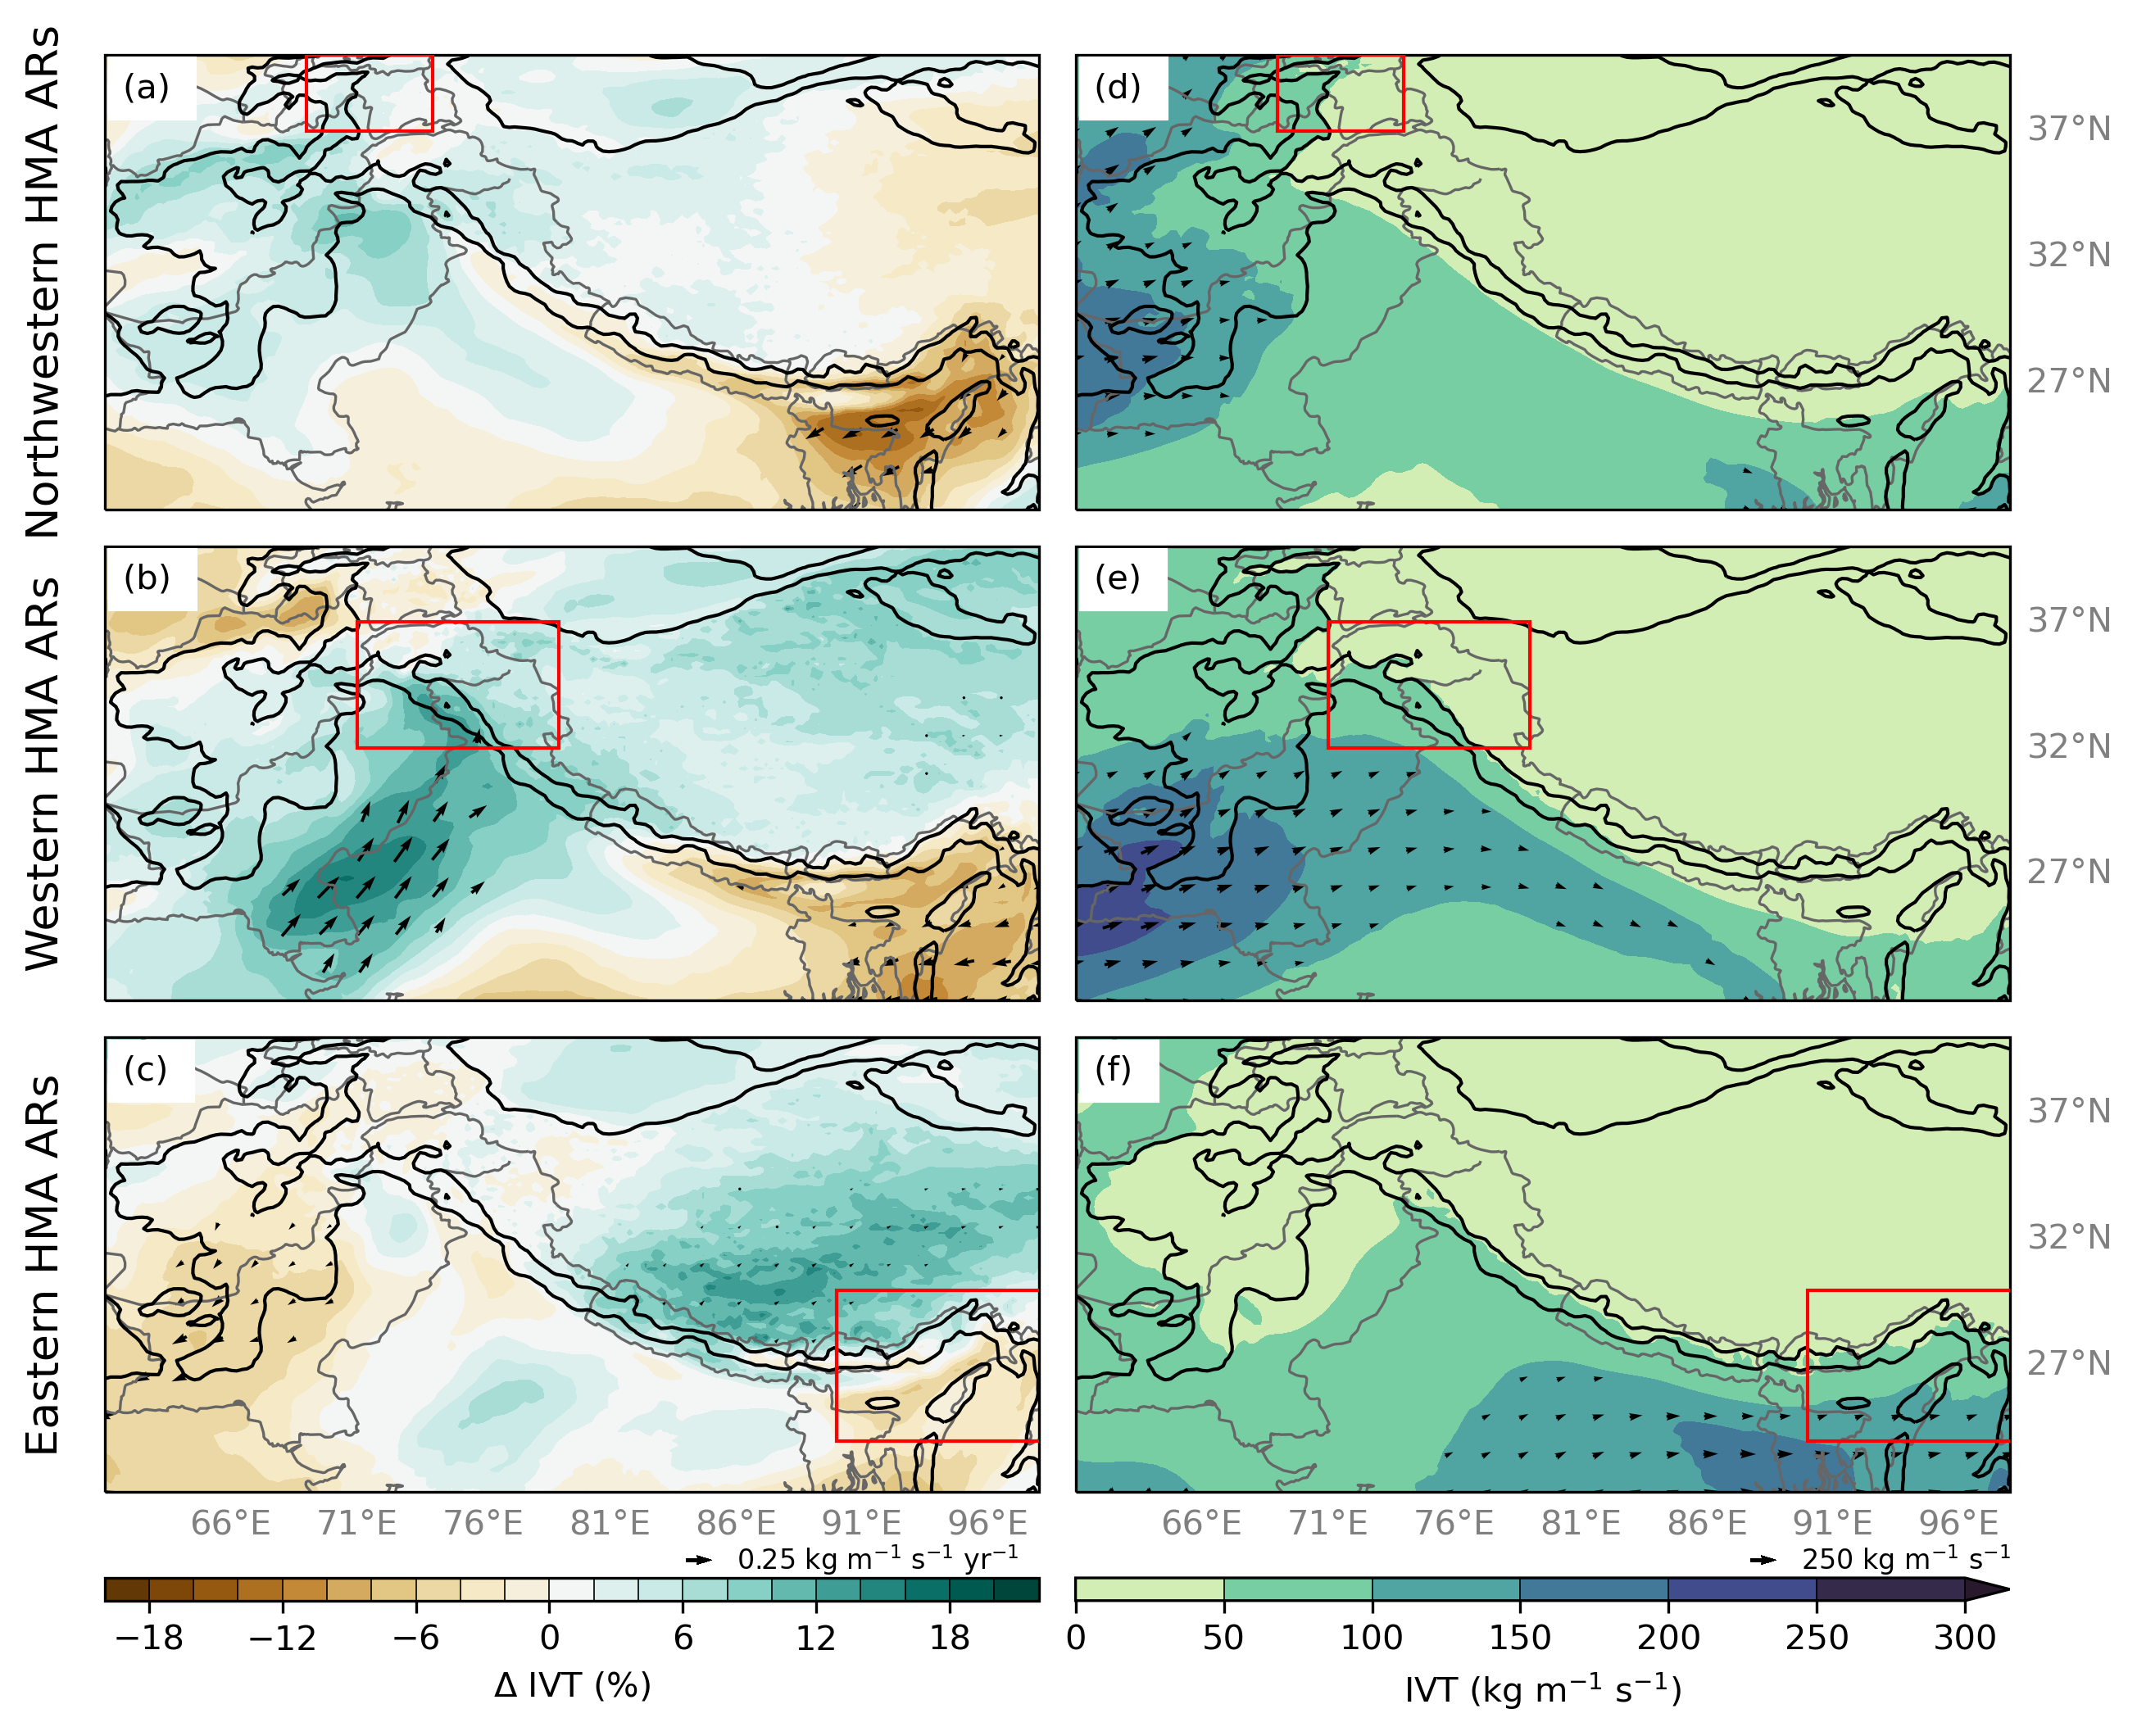 Northwestern HMA ARs
(a)
(d)
37°N
32°N
27°N
Western HMA ARs
(b)
(e)
37°N
32°N
27°N
Eastern HMA ARs
(c)
(f)
37°N
32°N
27°N
66°E 71°E 76°E 81°E 86°E 91°E 96°E
66°E 71°E 76°E 81°E 86°E 91°E 96°E
0.25 kg m⁻¹ s⁻¹ yr⁻¹
250 kg m⁻¹ s⁻¹
−18 −12 −6 0 6 12 18
0 50 100 150 200 250 300
Δ IVT (%)
IVT (kg m⁻¹ s⁻¹)